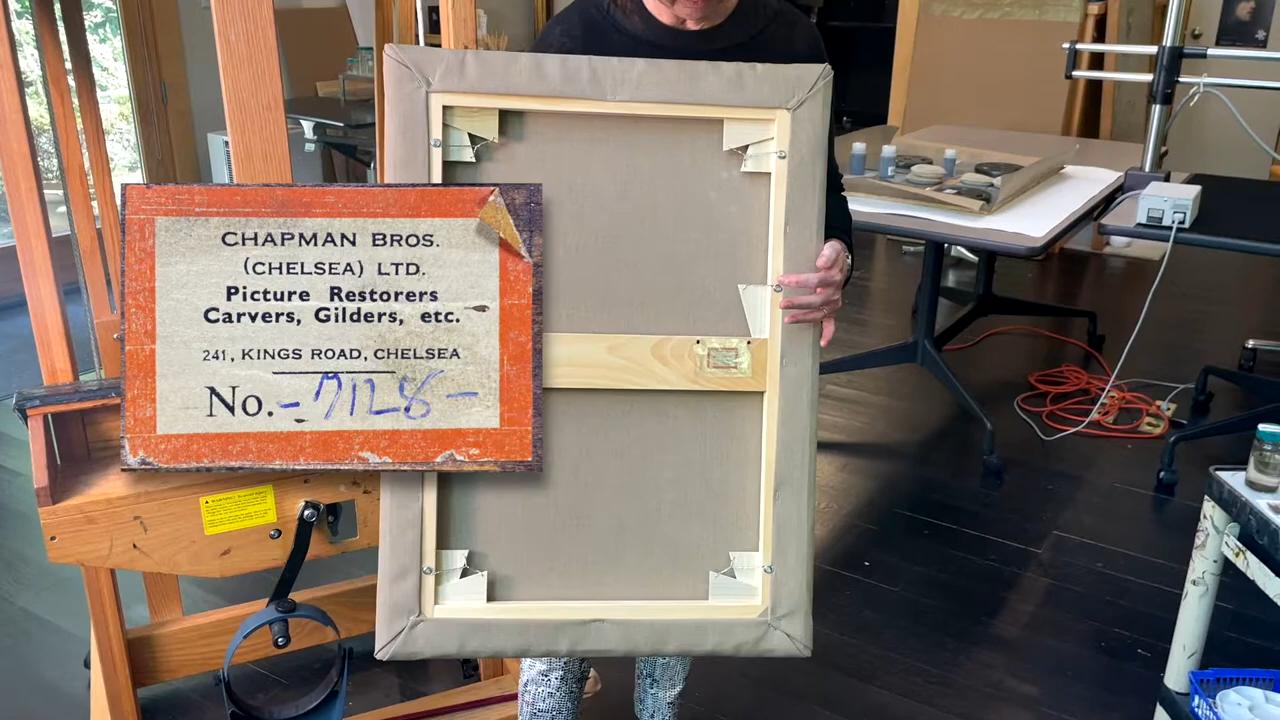 CHAPMAN BROS.
(CHELSEA) LTD.
Picture Restorers
Carvers, Gilders, etc.
241, KINGS ROAD, CHELSEA
No. - 7128 -